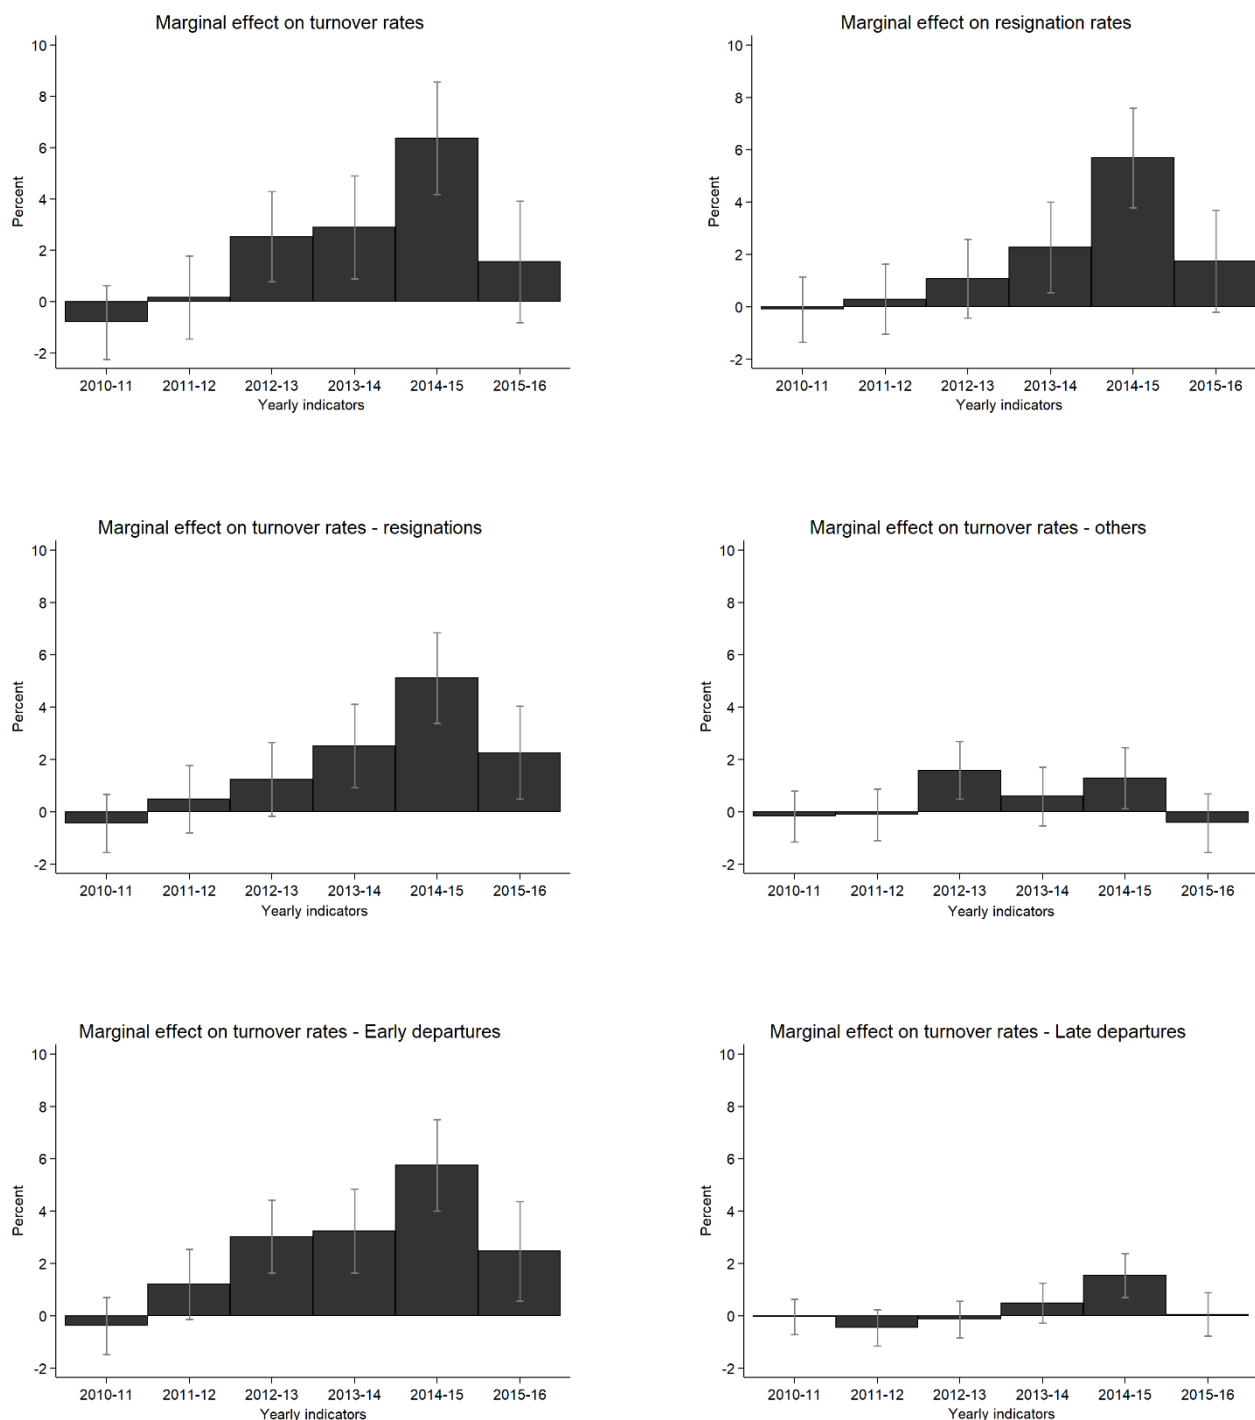 Marginal effect on turnover rates
10
8
6
4
2
0
-2
Percent
2010-11 2011-12 2012-13 2013-14 2014-15 2015-16
Yearly indicators
Marginal effect on resignation rates
10
8
6
4
2
0
-2
Percent
2010-11 2011-12 2012-13 2013-14 2014-15 2015-16
Yearly indicators
Marginal effect on turnover rates - resignations
10
8
6
4
2
0
-2
Percent
2010-11 2011-12 2012-13 2013-14 2014-15 2015-16
Yearly indicators
Marginal effect on turnover rates - others
10
8
6
4
2
0
-2
Percent
2010-11 2011-12 2012-13 2013-14 2014-15 2015-16
Yearly indicators
Marginal effect on turnover rates - Early departures
10
8
6
4
2
0
-2
Percent
2010-11 2011-12 2012-13 2013-14 2014-15 2015-16
Yearly indicators
Marginal effect on turnover rates - Late departures
10
8
6
4
2
0
-2
Percent
2010-11 2011-12 2012-13 2013-14 2014-15 2015-16
Yearly indicators